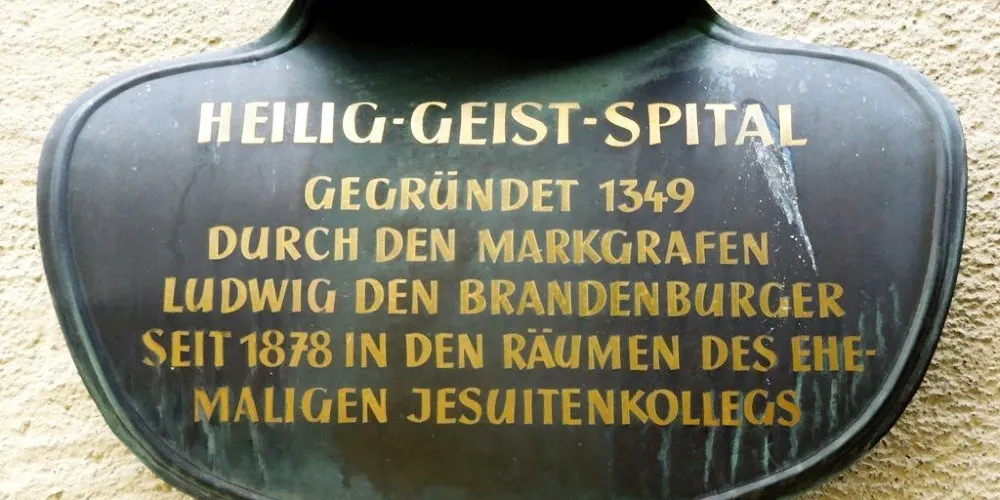 HEILIG-GEIST-SPITAL
GEGRÜNDET 1349
DURCH DEN MARKGRAFEN
LUDWIG DEN BRANDENBURGER
SEIT 1878 IN DEN RÄUMEN DES EHE-
MALIGEN JESUITENKOLLEGS